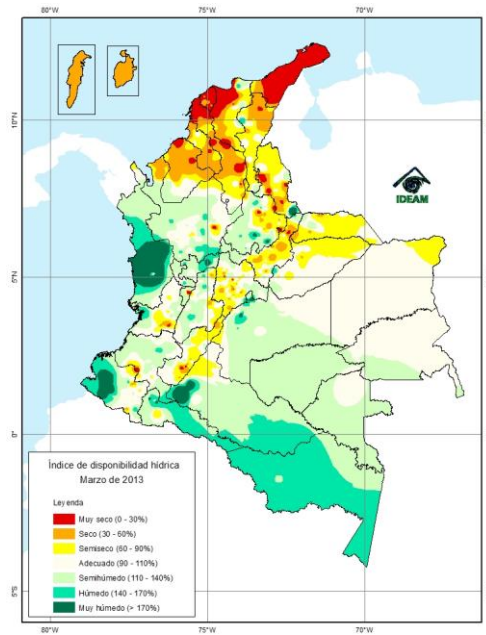 80°W
75°W
70°W
10°N
IDEAM
5°N
0°
Índice de disponibilidad hídrica
Marzo de 2013
Leyenda
Muy seco (0 - 30%)
Seco (30 - 60%)
Semiseco (60 - 90%)
Adecuado (90 - 110%)
Semihúmedo (110 - 140%)
Húmedo (140 - 170%)
Muy húmedo (> 170%)
5°S
80°W
75°W
70°W